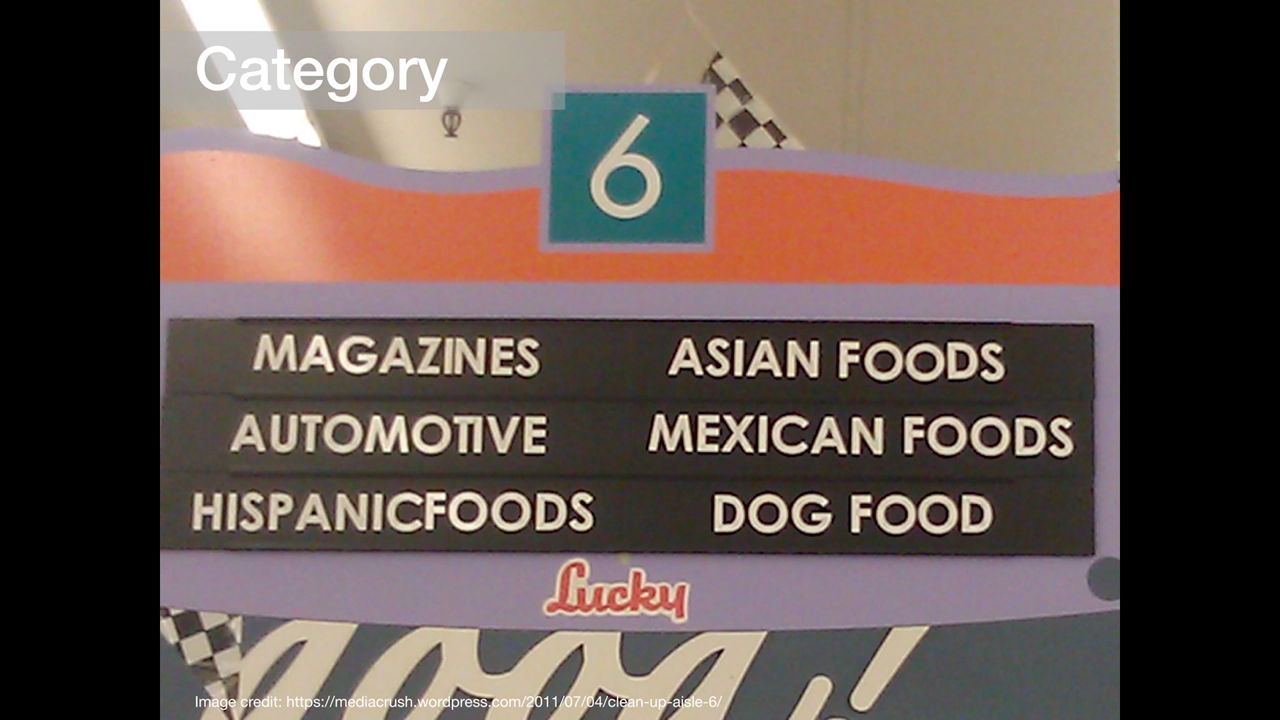 Category
6
MAGAZINES
AUTOMOTIVE
HISPANICFOODS
ASIAN FOODS
MEXICAN FOODS
DOG FOOD
Lucky
good!
Image credit: https://mediacrush.wordpress.com/2011/07/04/clean-up-aisle-6/